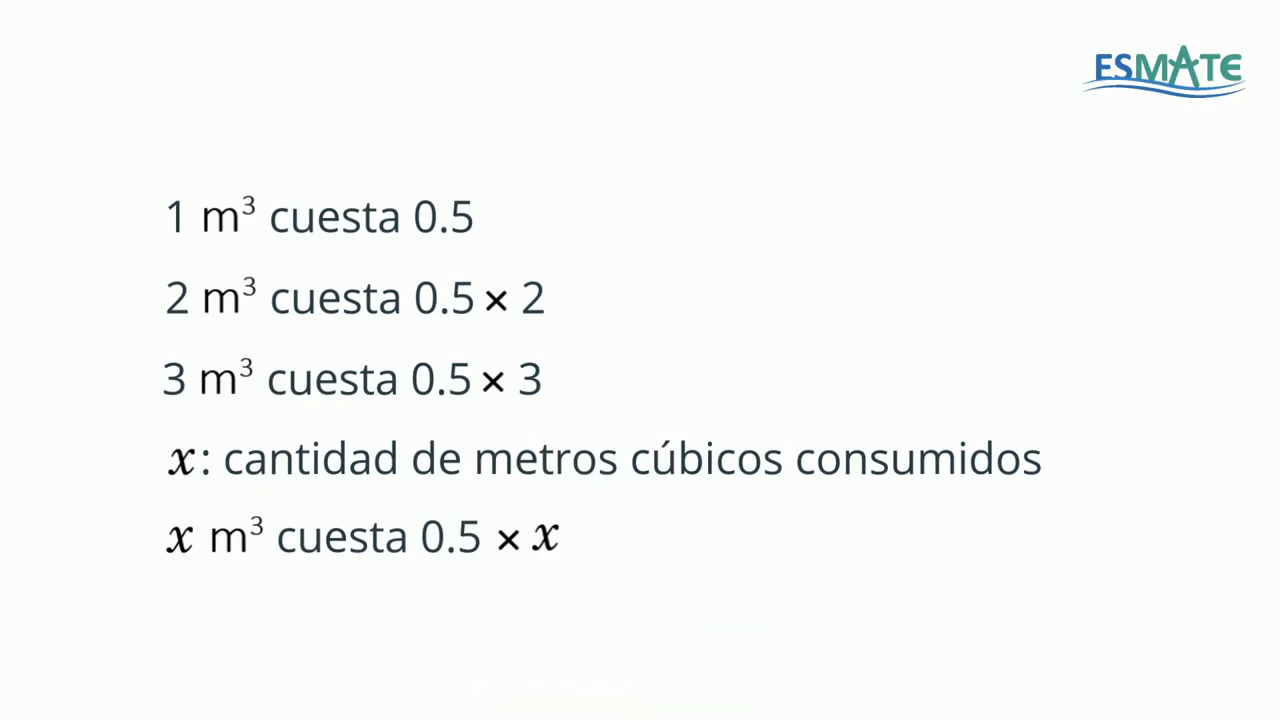 ESMATE
1 m³ cuesta 0.5
2 m³ cuesta 0.5 × 2
3 m³ cuesta 0.5 × 3
x: cantidad de metros cúbicos consumidos
x m³ cuesta 0.5 × x